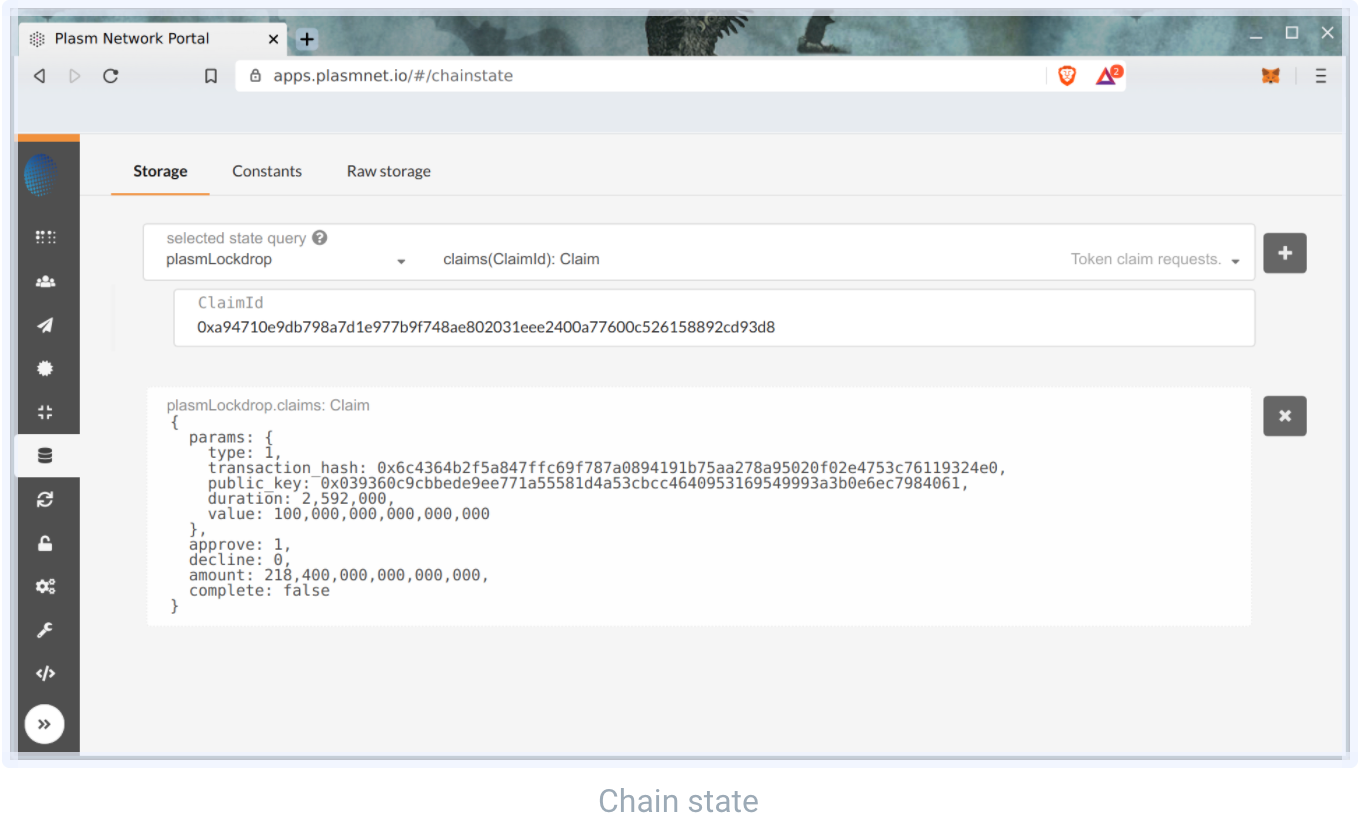 Plasm Network Portal
apps.plasmnet.io/#/chainstate
2
Storage Constants Raw storage
selected state query ?
plasmLockdrop claims(ClaimId): Claim Token claim requests.
ClaimId
0xa94710e9db798a7d1e977b9f748ae802031eee2400a77600c526158892cd93d8
plasmLockdrop.claims: Claim
{
params: {
type: 1,
transaction_hash: 0x6c4364b2f5a847ffc69f787a0894191b75aa278a95020f02e4753c76119324e0,
public_key: 0x039360c9cbbede9ee771a55581d4a53cbcc4640953169549993a3b0e6ec7984061,
duration: 2,592,000,
value: 100,000,000,000,000,000
},
approve: 1,
decline: 0,
amount: 218,400,000,000,000,000,
complete: false
}
Chain state